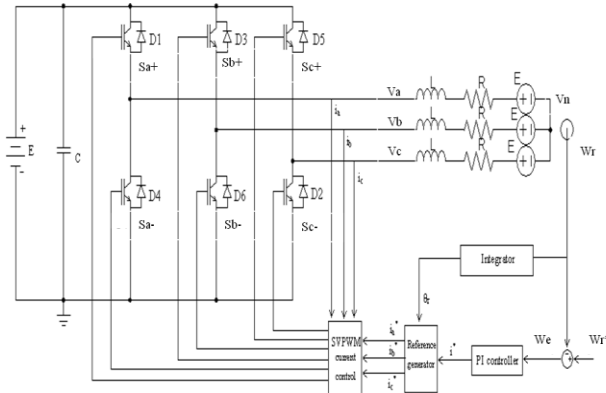 D1
D3
D5
Sa+
Sb+
Sc+
L
L
L
R
R
R
E
E
E
Va
Vb
Vc
Vn
Wr
+
E
-
C
ia
ib
ic
D4
D6
D2
Sa-
Sb-
Sc-
Integrator
θr
SVPWM
current
control
ia*
ib*
ic*
Reference
generator
i*
PI controller
We
Wr*